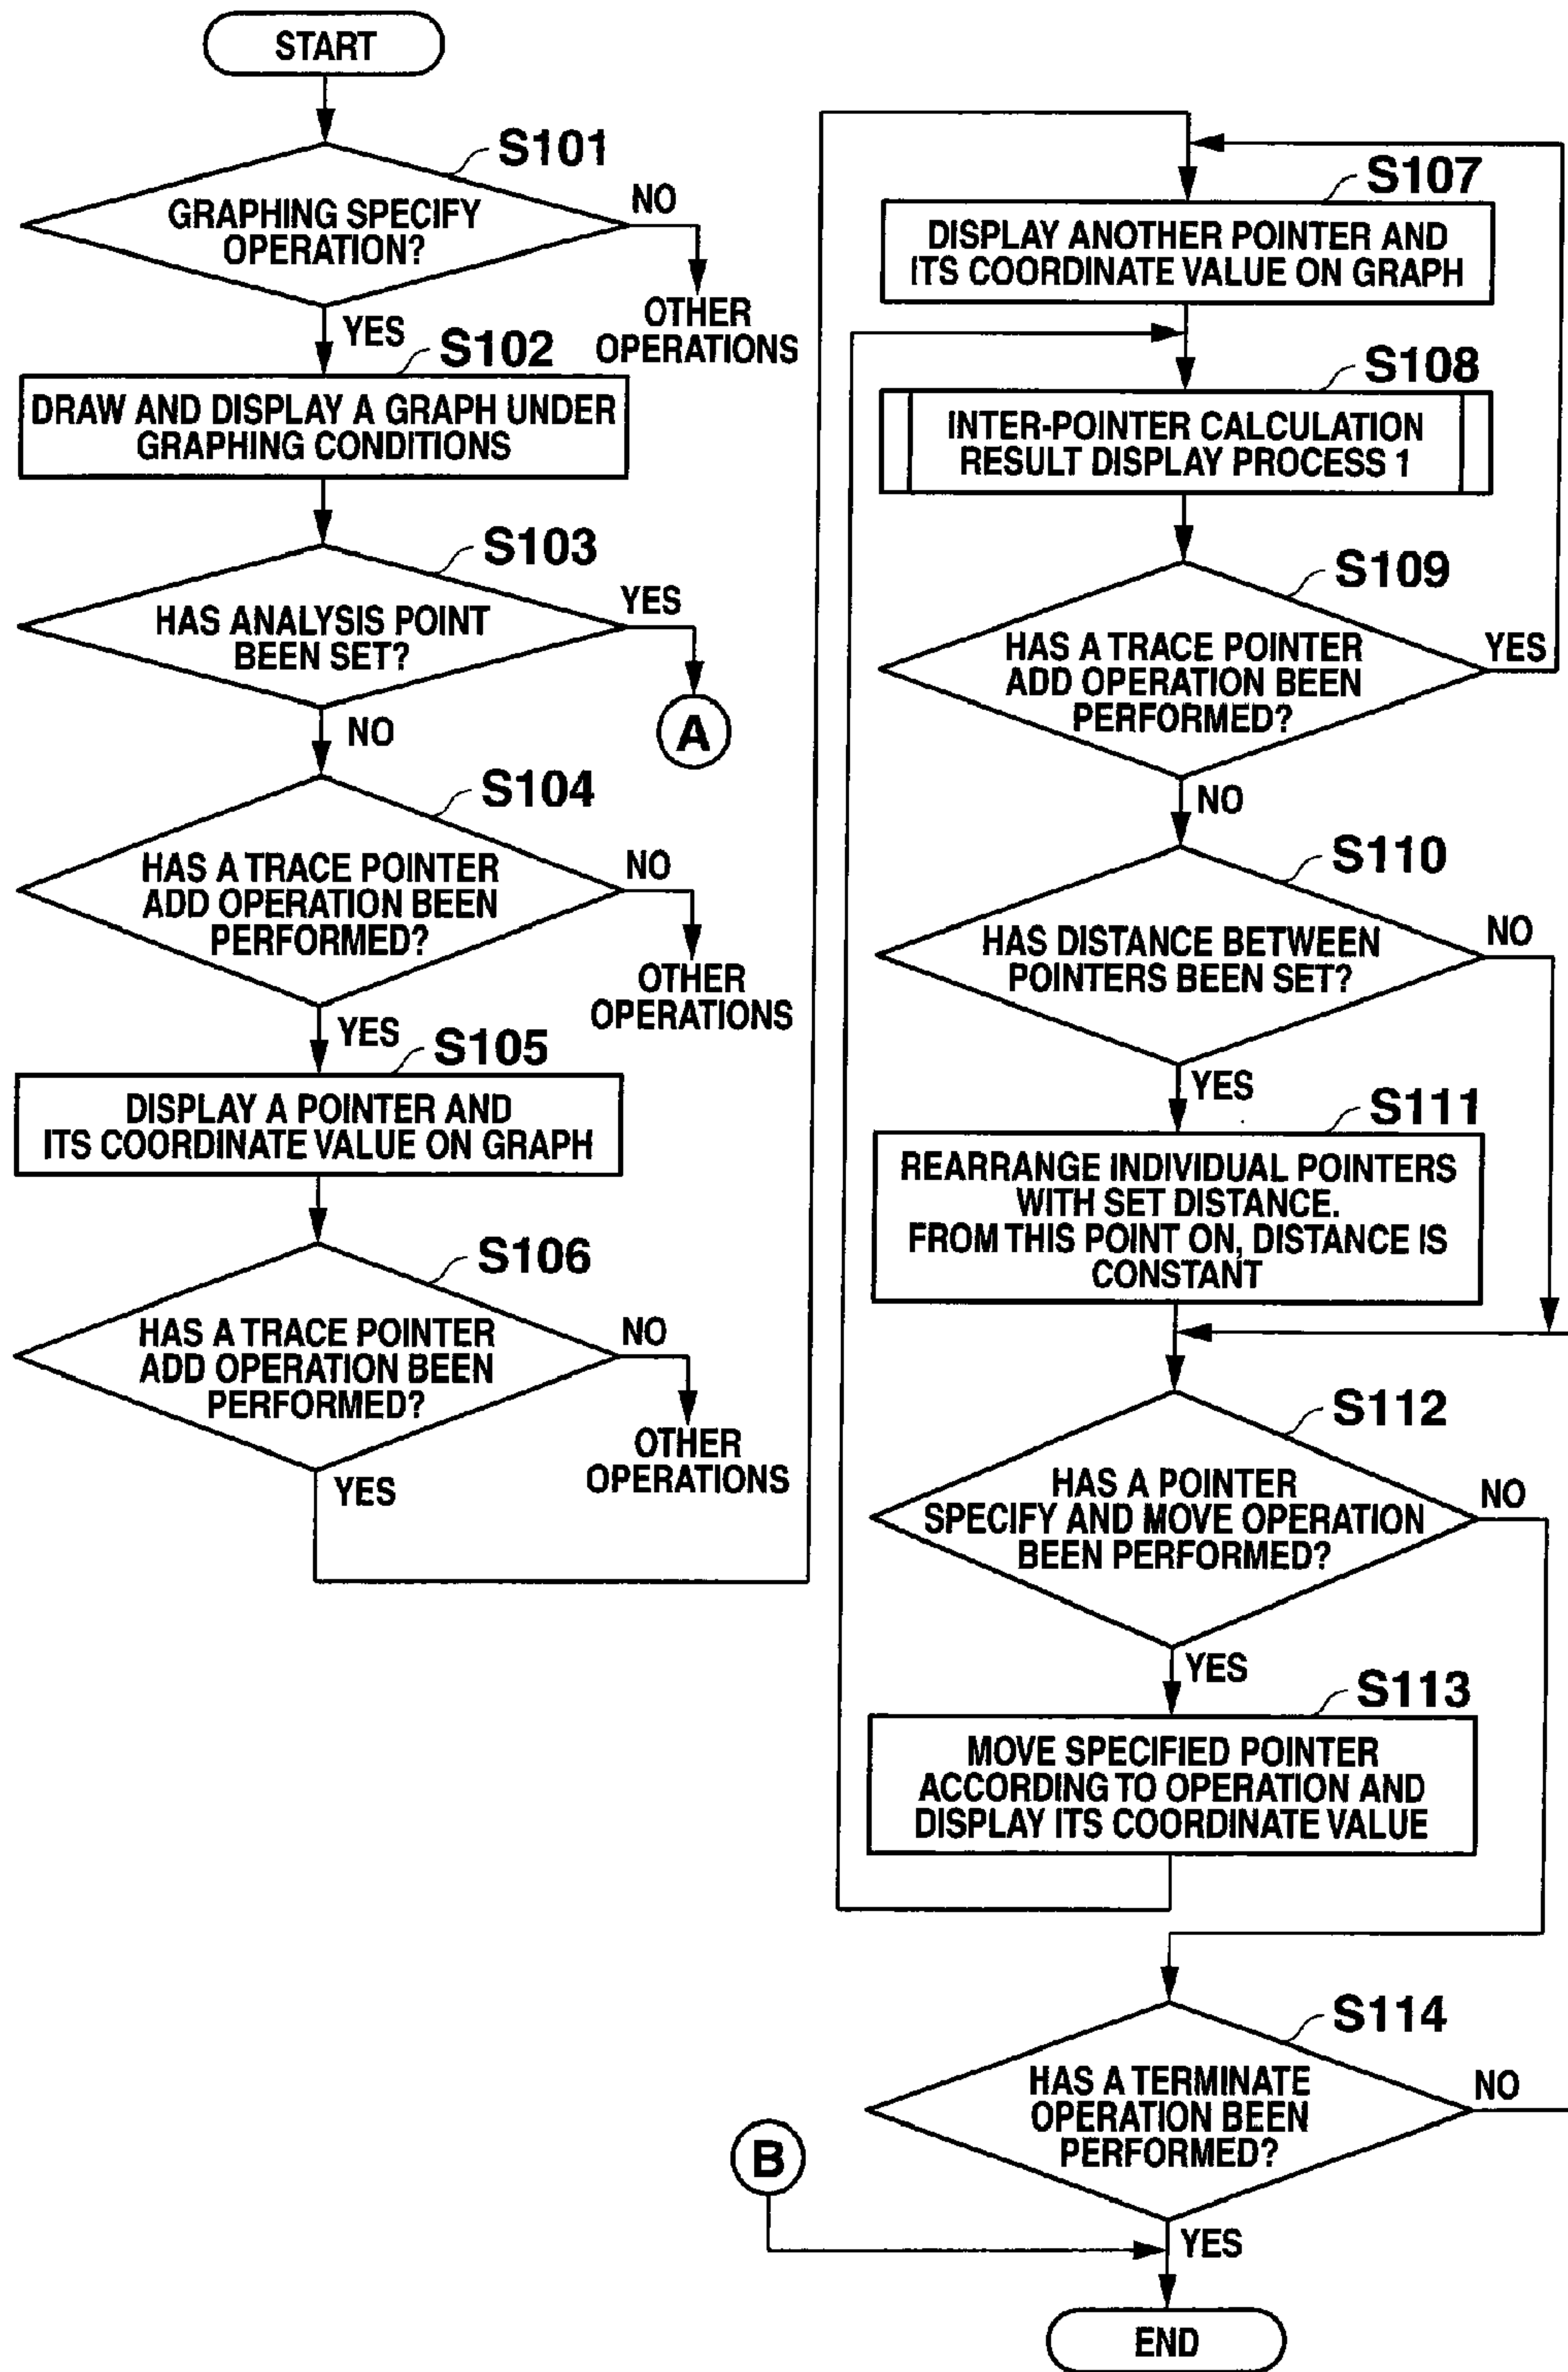 START
S101
GRAPHING SPECIFY
OPERATION?
NO
OTHER
OPERATIONS
YES
S102
DRAW AND DISPLAY A GRAPH UNDER
GRAPHING CONDITIONS
S103
HAS ANALYSIS POINT
BEEN SET?
YES
A
NO
S104
HAS A TRACE POINTER
ADD OPERATION BEEN
PERFORMED?
NO
OTHER
OPERATIONS
YES
S105
DISPLAY A POINTER AND
ITS COORDINATE VALUE ON GRAPH
S106
HAS A TRACE POINTER
ADD OPERATION BEEN
PERFORMED?
NO
OTHER
OPERATIONS
YES
S107
DISPLAY ANOTHER POINTER AND
ITS COORDINATE VALUE ON GRAPH
S108
INTER-POINTER CALCULATION
RESULT DISPLAY PROCESS 1
S109
HAS A TRACE POINTER
ADD OPERATION BEEN
PERFORMED?
YES
NO
S110
HAS DISTANCE BETWEEN
POINTERS BEEN SET?
NO
YES
S111
REARRANGE INDIVIDUAL POINTERS
WITH SET DISTANCE.
FROM THIS POINT ON, DISTANCE IS
CONSTANT
S112
HAS A POINTER
SPECIFY AND MOVE OPERATION
BEEN PERFORMED?
NO
YES
S113
MOVE SPECIFIED POINTER
ACCORDING TO OPERATION AND
DISPLAY ITS COORDINATE VALUE
S114
HAS A TERMINATE
OPERATION BEEN
PERFORMED?
NO
B
YES
END